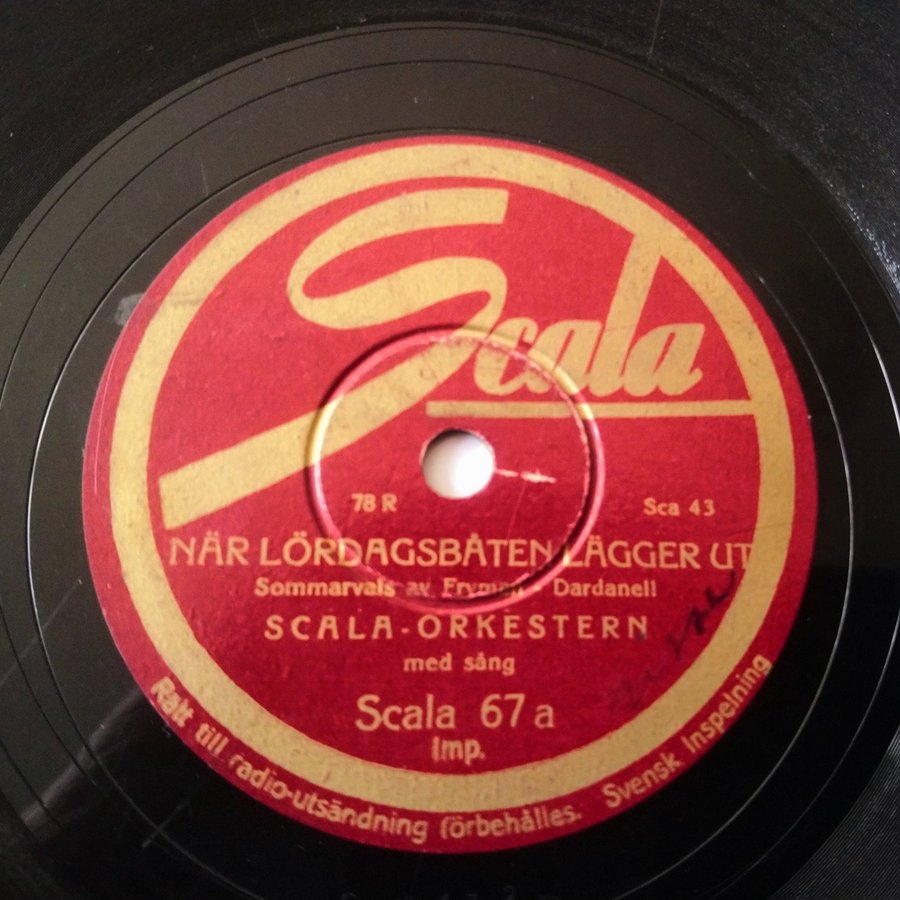 Scala
78 R Sca 43
NÄR LÖRDAGSBÅTEN LÄGGER UT
Sommarvals av Fryman - Dardanell
SCALA-ORKESTERN
med sång
Scala 67 a
Imp.
Rätt till radio-utsändning förbehålles. Svensk Inspelning